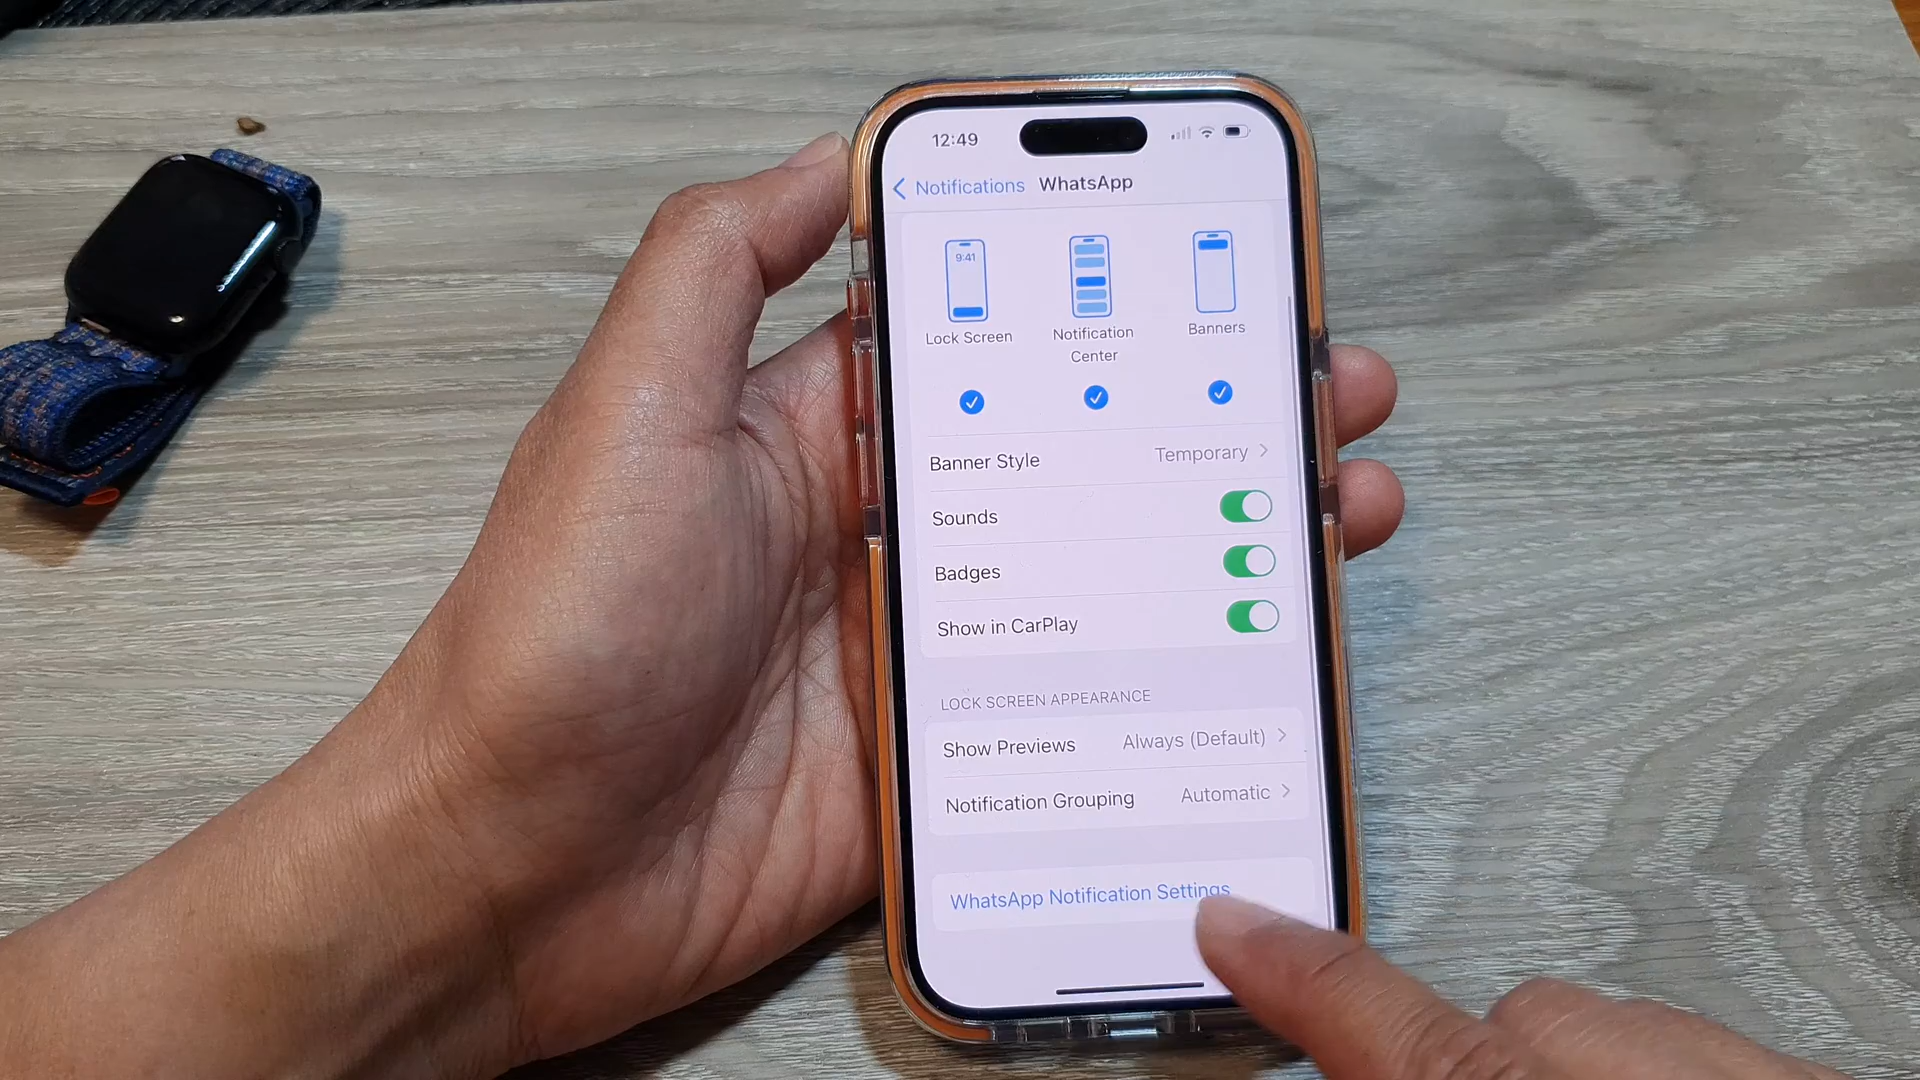 12:49
Notifications WhatsApp
9:41
Lock Screen
Notification
Center
Banners
Banner Style Temporary
Sounds
Badges
Show in CarPlay
LOCK SCREEN APPEARANCE
Show Previews Always (Default)
Notification Grouping Automatic
WhatsApp Notification Settings